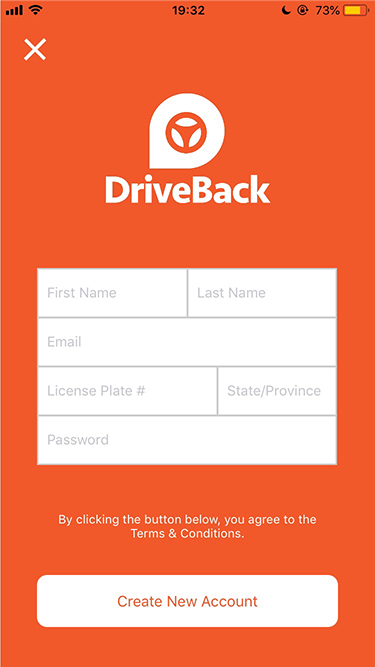 19:32
73%
DriveBack
First Name
Last Name
Email
License Plate #
State/Province
Password
By clicking the button below, you agree to the
Terms & Conditions.
Create New Account